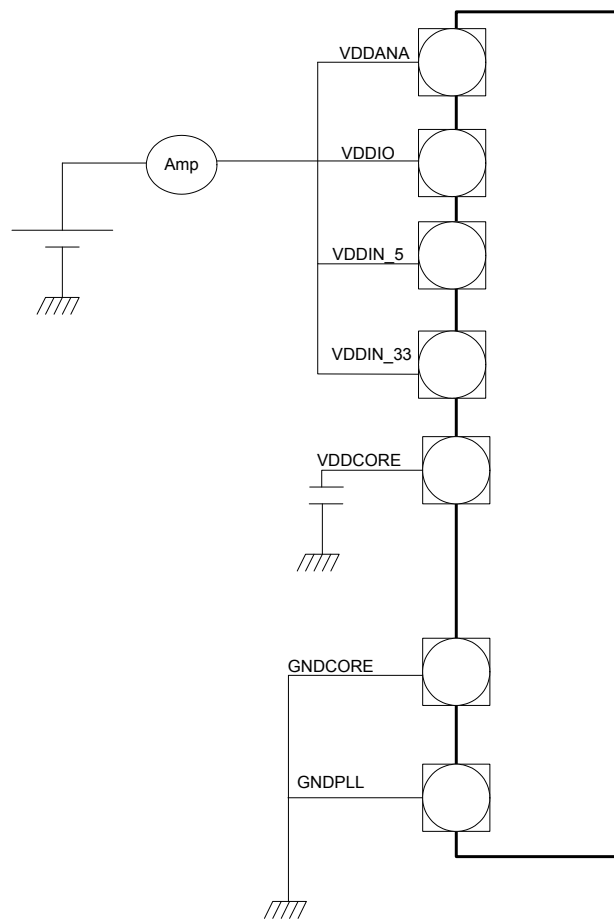 VDDANA
Amp
VDDIO
VDDIN_5
VDDIN_33
VDDCORE
GNDCORE
GNDPLL